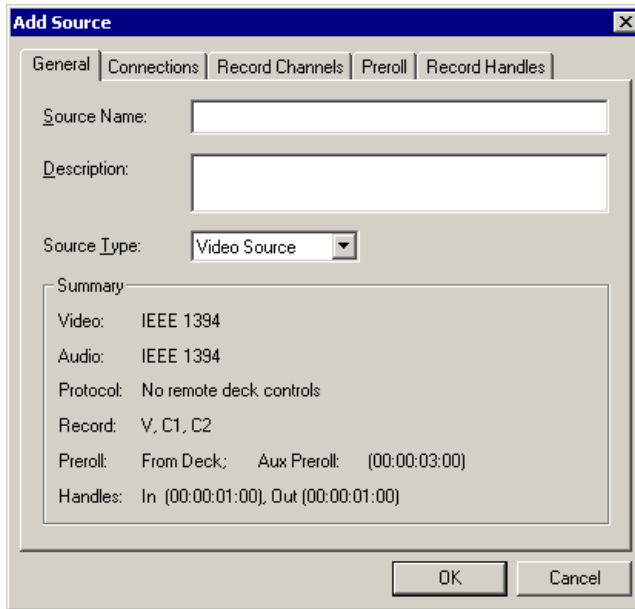 Add Source
General Connections Record Channels Preroll Record Handles
Source Name:
Description:
Source Type: Video Source
Summary
Video: IEEE 1394
Audio: IEEE 1394
Protocol: No remote deck controls
Record: V, C1, C2
Preroll: From Deck; Aux Preroll: (00:00:03:00)
Handles: In (00:00:01:00), Out (00:00:01:00)
OK Cancel